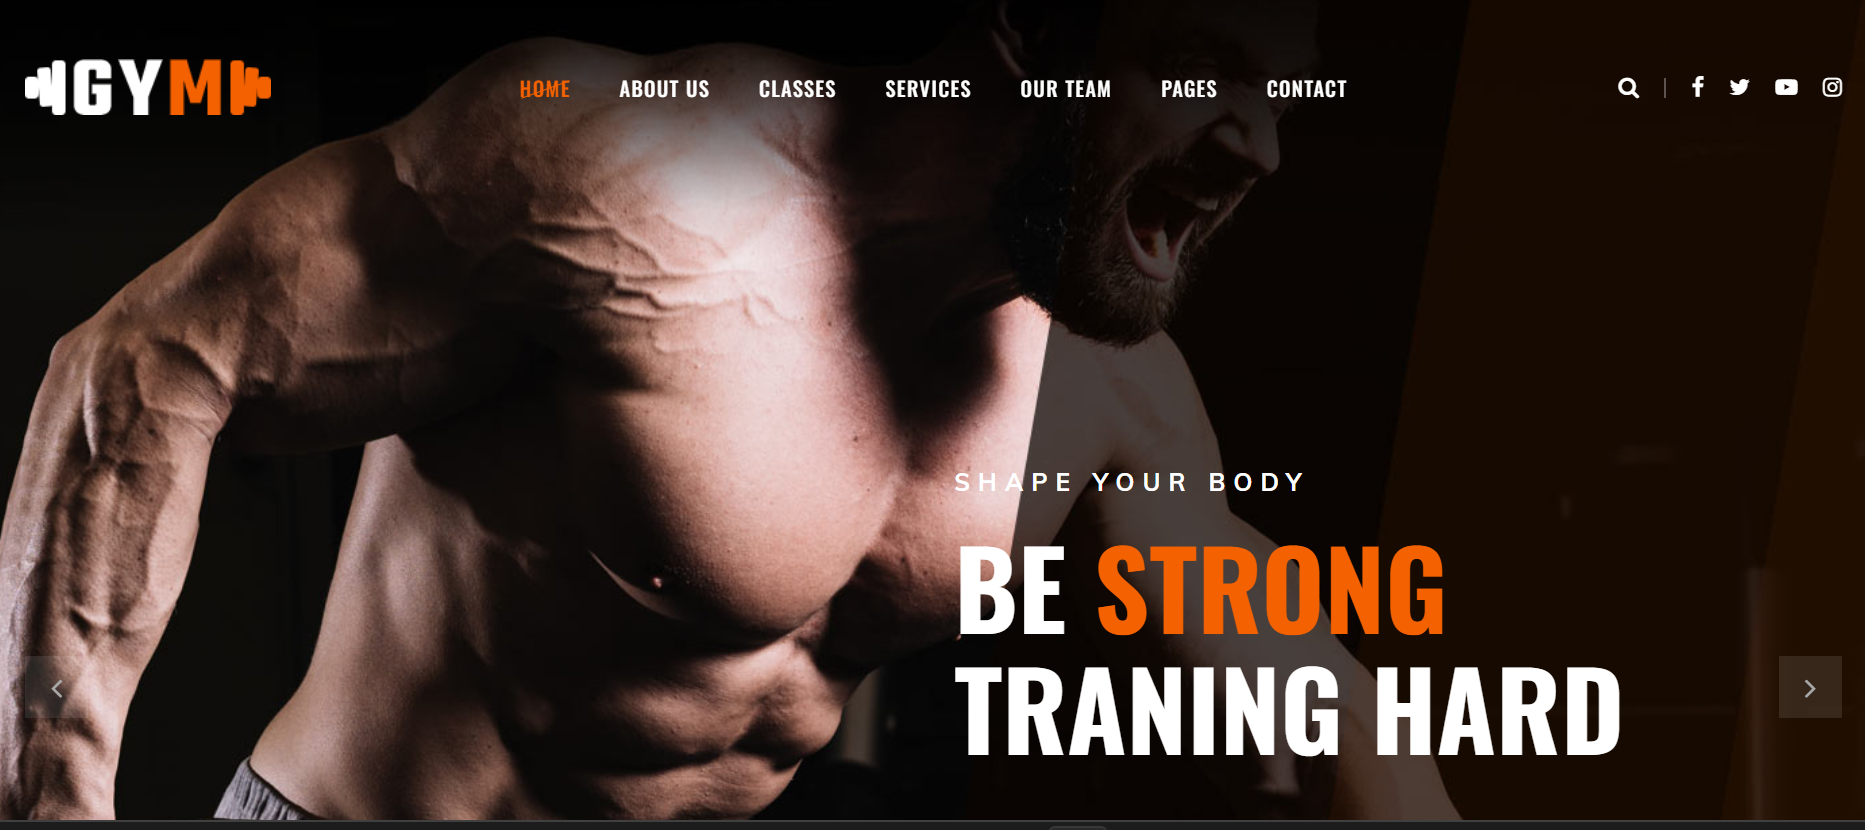 GYM
HOME ABOUT US CLASSES SERVICES OUR TEAM PAGES CONTACT
SHAPE YOUR BODY
BE STRONG
TRANING HARD